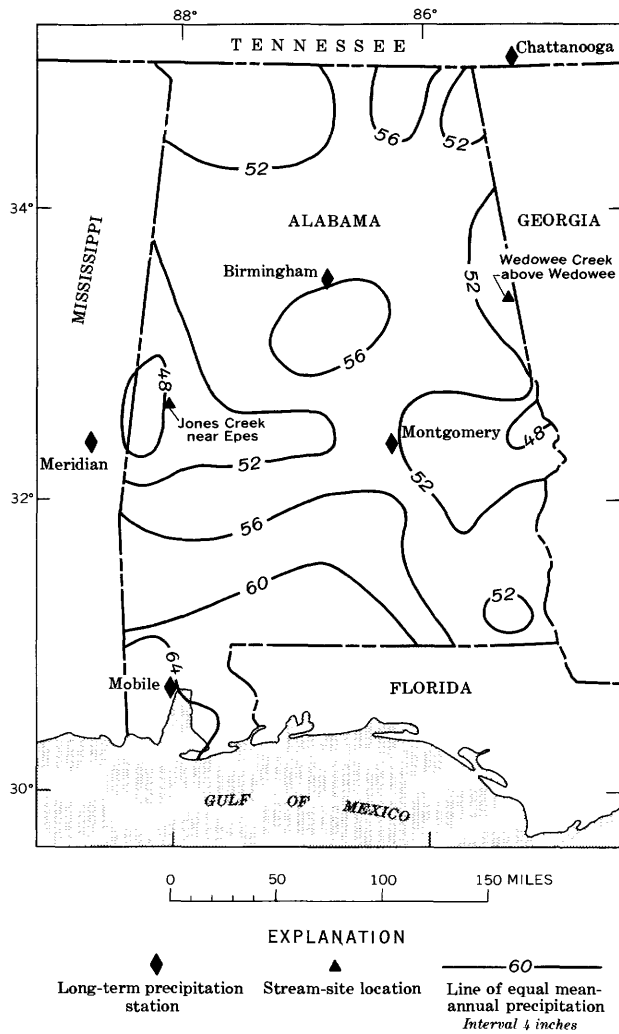 88° 86°
TENNESSEE
Chattanooga
56
52
52
34°
ALABAMA
GEORGIA
MISSISSIPPI
Wedowee Creek
above Wedowee
Birmingham
52
56
48
Jones Creek
near Epes
Montgomery
48
Meridian
52
52
32°
56
60
52
64
Mobile
FLORIDA
30°
GULF OF MEXICO
0 50 100 150 MILES
EXPLANATION
Long-term precipitation
station
Stream-site location
60
Line of equal mean-
annual precipitation
Interval 4 inches